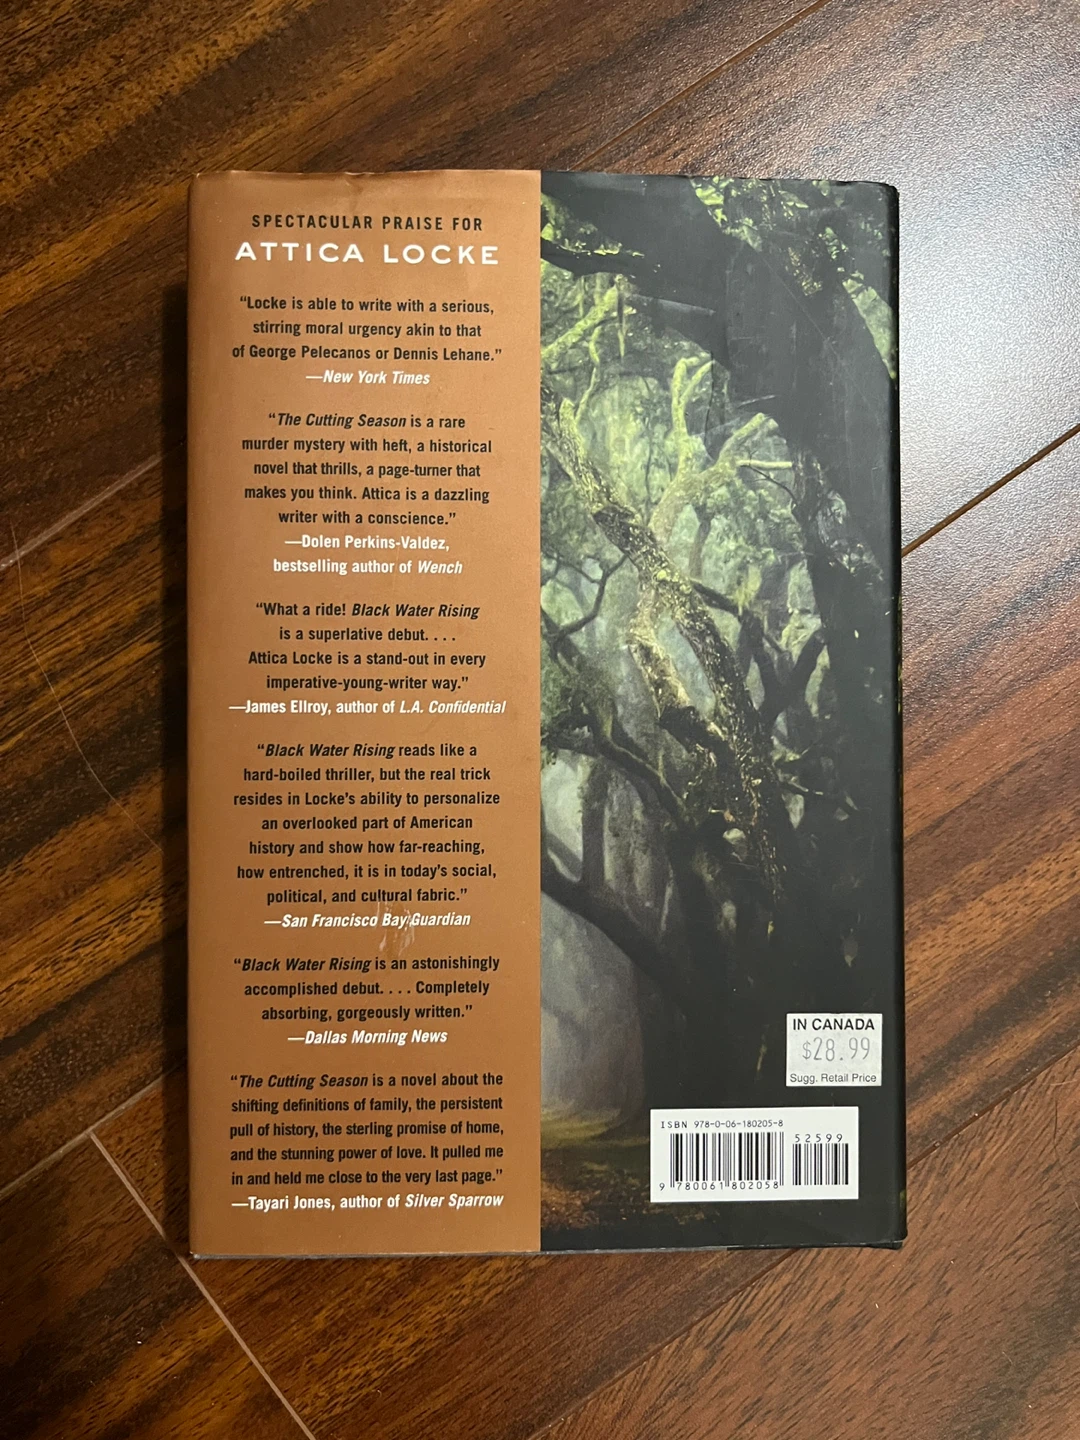 SPECTACULAR PRAISE FOR
ATTICA LOCKE
“Locke is able to write with a serious,
stirring moral urgency akin to that
of George Pelecanos or Dennis Lehane.”
—New York Times
“The Cutting Season is a rare
murder mystery with heft, a historical
novel that thrills, a page-turner that
makes you think. Attica is a dazzling
writer with a conscience.”
—Dolen Perkins-Valdez,
bestselling author of Wench
“What a ride! Black Water Rising
is a superlative debut. . . .
Attica Locke is a stand-out in every
imperative-young-writer way.”
—James Ellroy, author of L.A. Confidential
“Black Water Rising reads like a
hard-boiled thriller, but the real trick
resides in Locke’s ability to personalize
an overlooked part of American
history and show how far-reaching,
how entrenched, it is in today’s social,
political, and cultural fabric.”
—San Francisco Bay Guardian
“Black Water Rising is an astonishingly
accomplished debut. . . . Completely
absorbing, gorgeously written.”
—Dallas Morning News
“The Cutting Season is a novel about the
shifting definitions of family, the persistent
pull of history, the sterling promise of home,
and the stunning power of love. It pulled me
in and held me close to the very last page.”
—Tayari Jones, author of Silver Sparrow
IN CANADA
$28.99
Sugg. Retail Price
ISBN 978-0-06-180205-8
52599
9 780061 802058